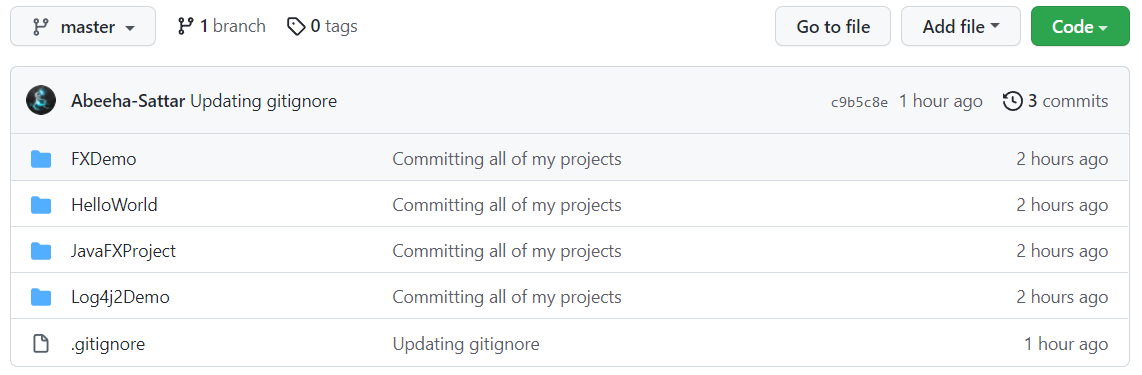 master 1 branch 0 tags Go to file Add file Code
Abeeha-Sattar Updating gitignore c9b5c8e 1 hour ago 3 commits
FXDemo Committing all of my projects 2 hours ago
HelloWorld Committing all of my projects 2 hours ago
JavaFXProject Committing all of my projects 2 hours ago
Log4j2Demo Committing all of my projects 2 hours ago
.gitignore Updating gitignore 1 hour ago